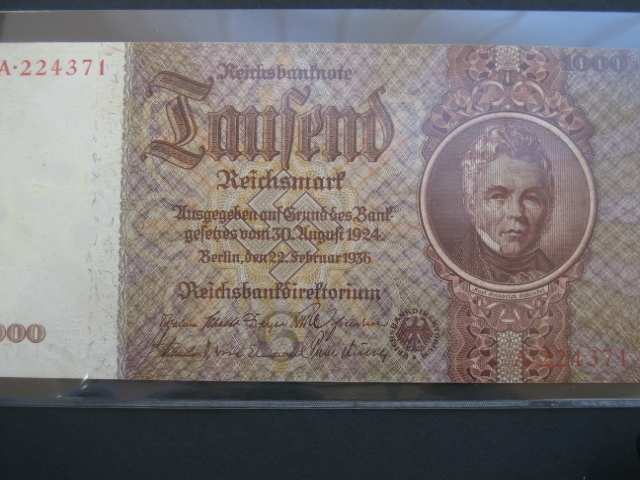 A·224371
1000
Reichsbanknote
Tausend
Reichsmark
Ausgegeben auf Grund des Bank-
gesetzes vom 30. August 1924.
Berlin, den 22. Februar 1936
Reichsbankdirektorium
G
000
224371